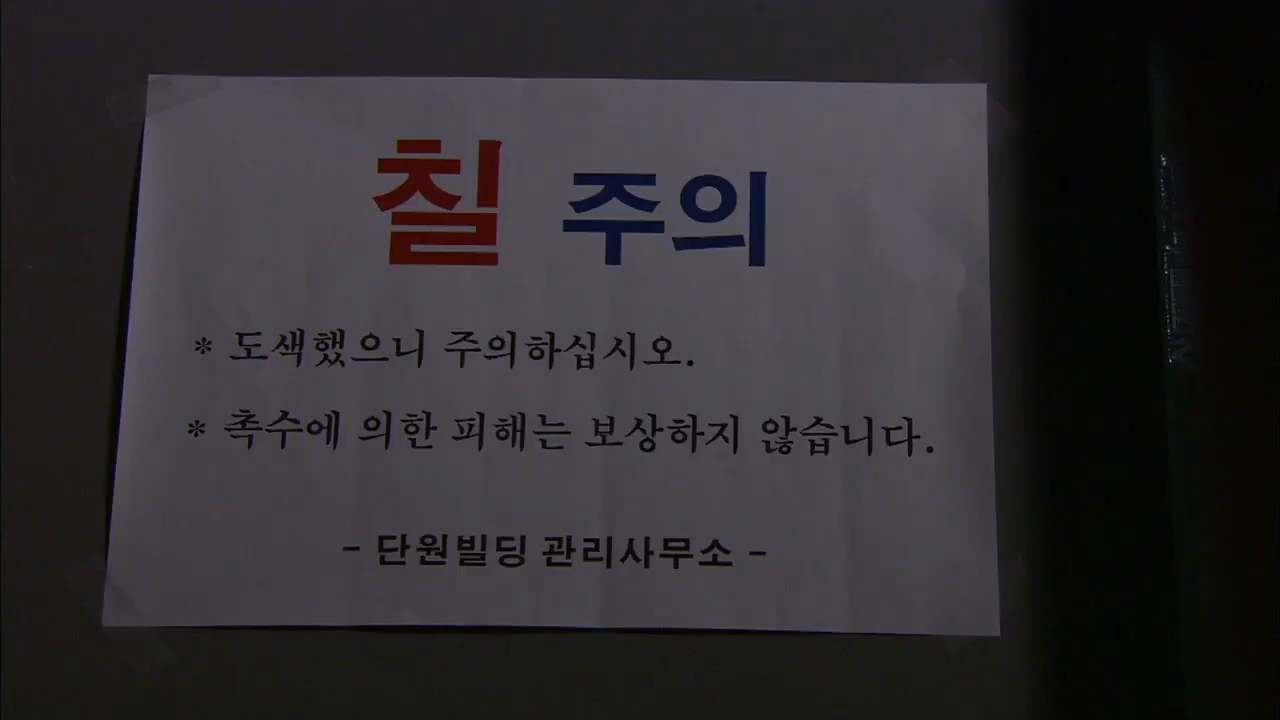 칠 주의
* 도색했으니 주의하십시오.
* 촉수에 의한 피해는 보상하지 않습니다.
- 단원빌딩 관리사무소 -